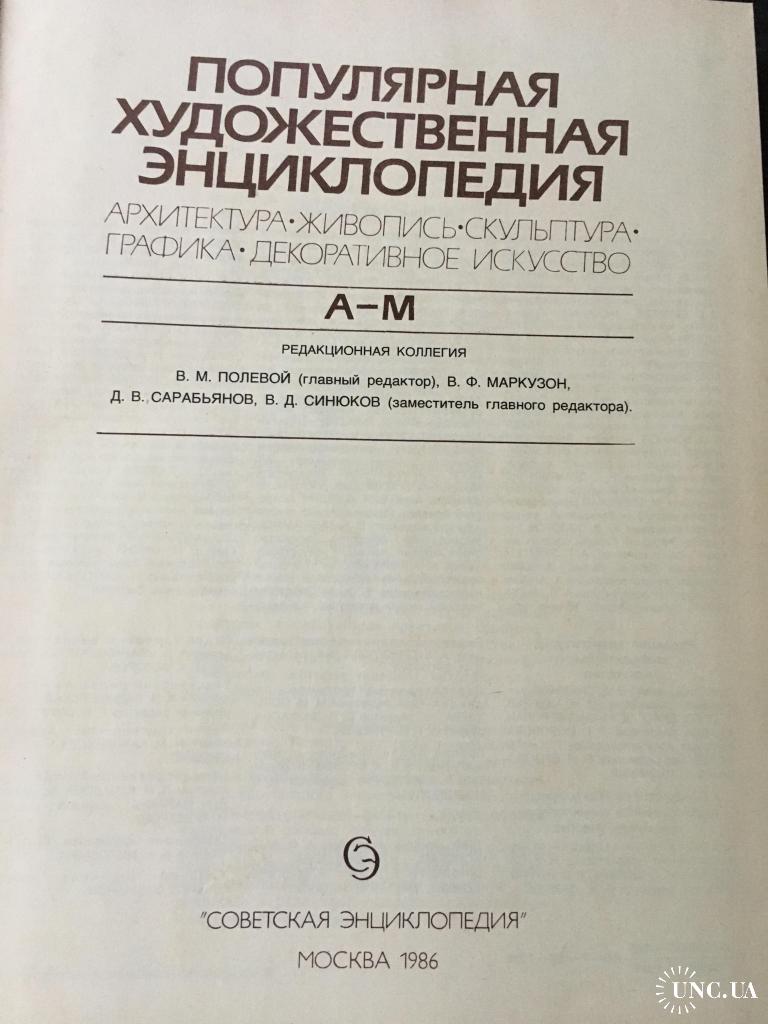 ПОПУЛЯРНАЯ
ХУДОЖЕСТВЕННАЯ
ЭНЦИКЛОПЕДИЯ
АРХИТЕКТУРА•ЖИВОПИСЬ•СКУЛЬПТУРА•
ГРАФИКА•ДЕКОРАТИВНОЕ ИСКУССТВО
А–М
РЕДАКЦИОННАЯ КОЛЛЕГИЯ
В. М. ПОЛЕВОЙ (главный редактор), В. Ф. МАРКУЗОН,
Д. В. САРАБЬЯНОВ, В. Д. СИНЮКОВ (заместитель главного редактора).
СЭ
"СОВЕТСКАЯ ЭНЦИКЛОПЕДИЯ"
МОСКВА 1986
UNC.UA